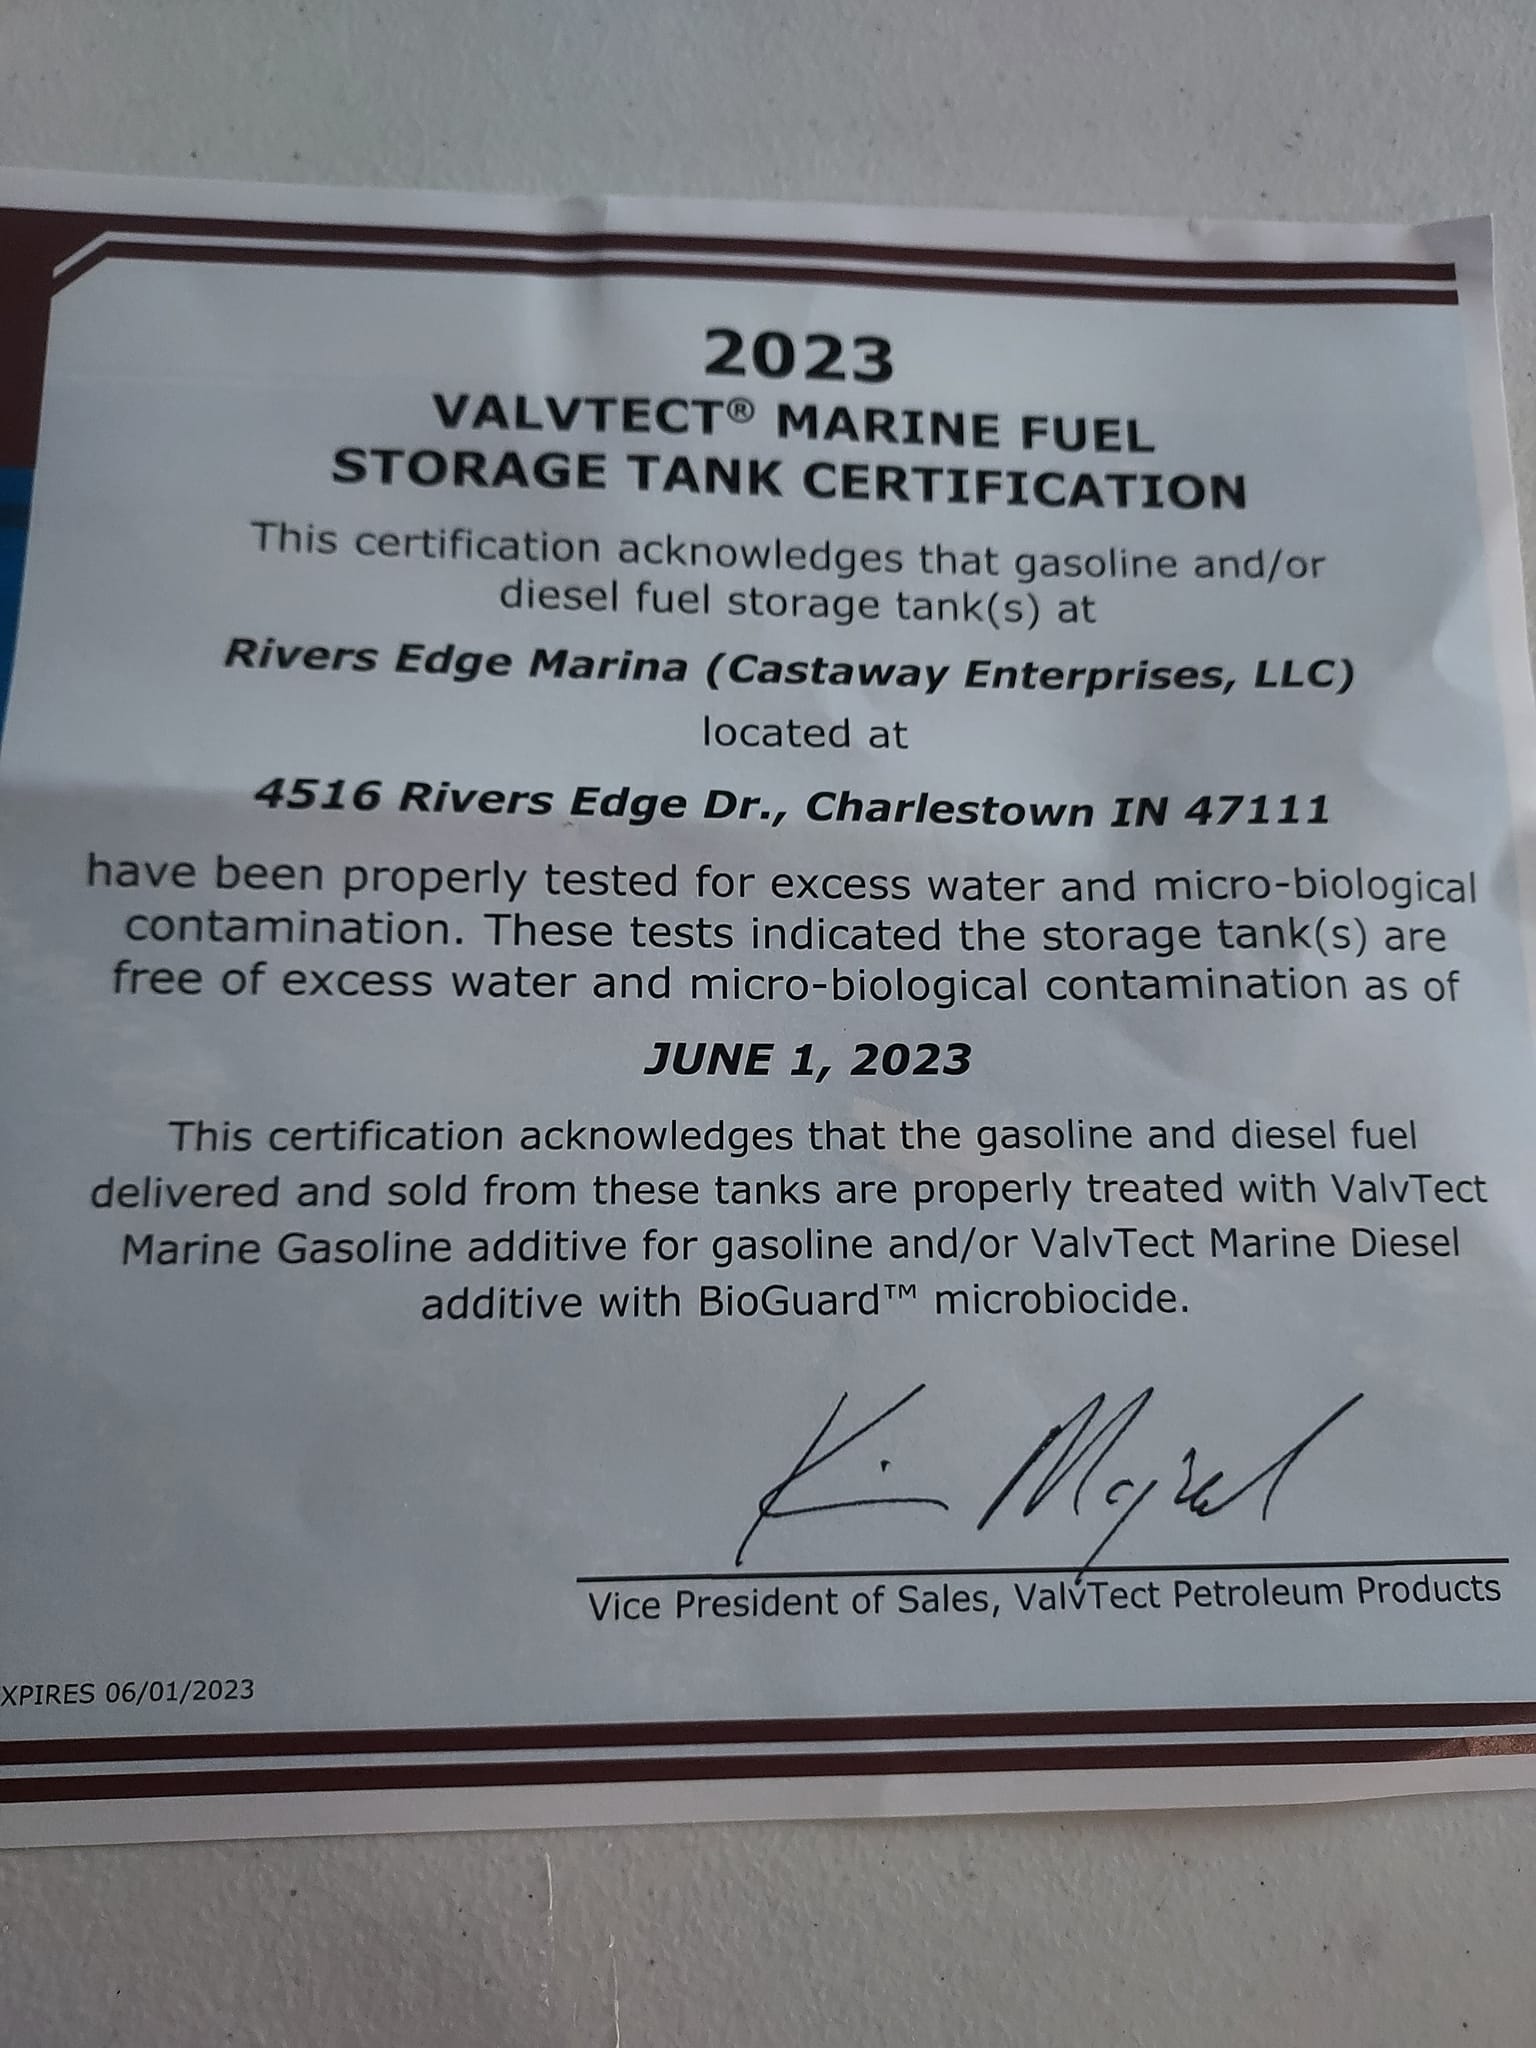 2023
VALVTECT® MARINE FUEL
STORAGE TANK CERTIFICATION
This certification acknowledges that gasoline and/or
diesel fuel storage tank(s) at
Rivers Edge Marina (Castaway Enterprises, LLC)
located at
4516 Rivers Edge Dr., Charlestown IN 47111
have been properly tested for excess water and micro-biological
contamination. These tests indicated the storage tank(s) are
free of excess water and micro-biological contamination as of
JUNE 1, 2023
This certification acknowledges that the gasoline and diesel fuel
delivered and sold from these tanks are properly treated with ValvTect
Marine Gasoline additive for gasoline and/or ValvTect Marine Diesel
additive with BioGuard™ microbiocide.
Vice President of Sales, ValvTect Petroleum Products
XPIRES 06/01/2023